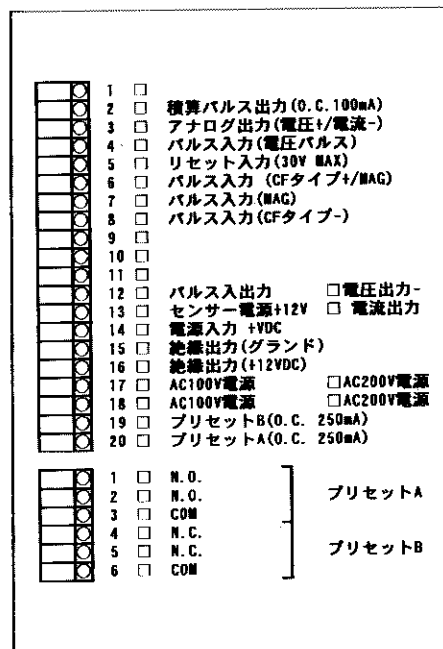 1 □
2 □ 積算パルス出力(O.C.100mA)
3 □ アナログ出力(電圧+/電流-)
4 □ パルス入力(電圧パルス)
5 □ リセット入力(30V MAX)
6 □ パルス入力 (CFタイプ+/MAG)
7 □ パルス入力(MAG)
8 □ パルス入力(CFタイプ-)
9 □
10 □
11 □
12 □ パルス入出力 □電圧出力-
13 □ センサー電源+12V □ 電流出力
14 □ 電源入力 +VDC
15 □ 絶縁出力(グランド)
16 □ 絶縁出力(+12VDC)
17 □ AC100V電源 □AC200V電源
18 □ AC100V電源 □AC200V電源
19 □ プリセットB(O.C. 250mA)
20 □ プリセットA(O.C. 250mA)
1 □ N.O.
2 □ N.O. プリセットA
3 □ COM
4 □ N.C.
5 □ N.C. プリセットB
6 □ COM